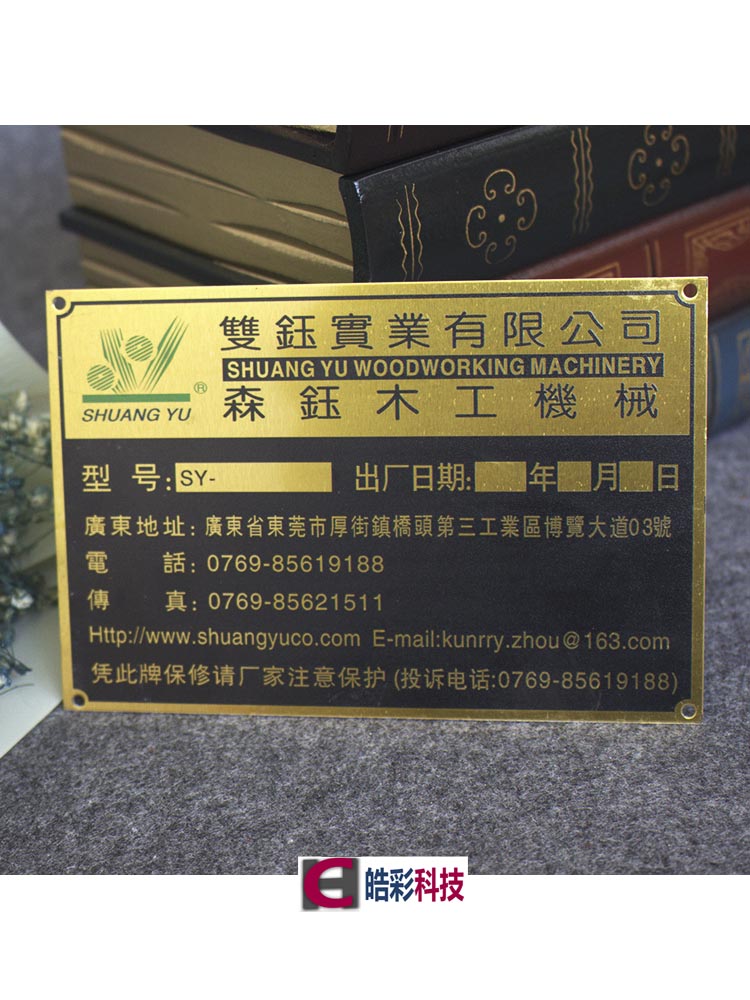 雙鈺實業有限公司
SHUANG YU WOODWORKING MACHINERY
森鈺木工機械
SHUANG YU ®
型号: SY- 出厂日期: 年 月 日
廣東地址: 廣東省東莞市厚街鎮橋頭第三工業區博覽大道03號
電話: 0769-85619188
傳真: 0769-85621511
Http://www.shuangyuco.com E-mail:kunrry.zhou@163.com
凭此牌保修请厂家注意保护 (投诉电话:0769-85619188)
皓彩科技